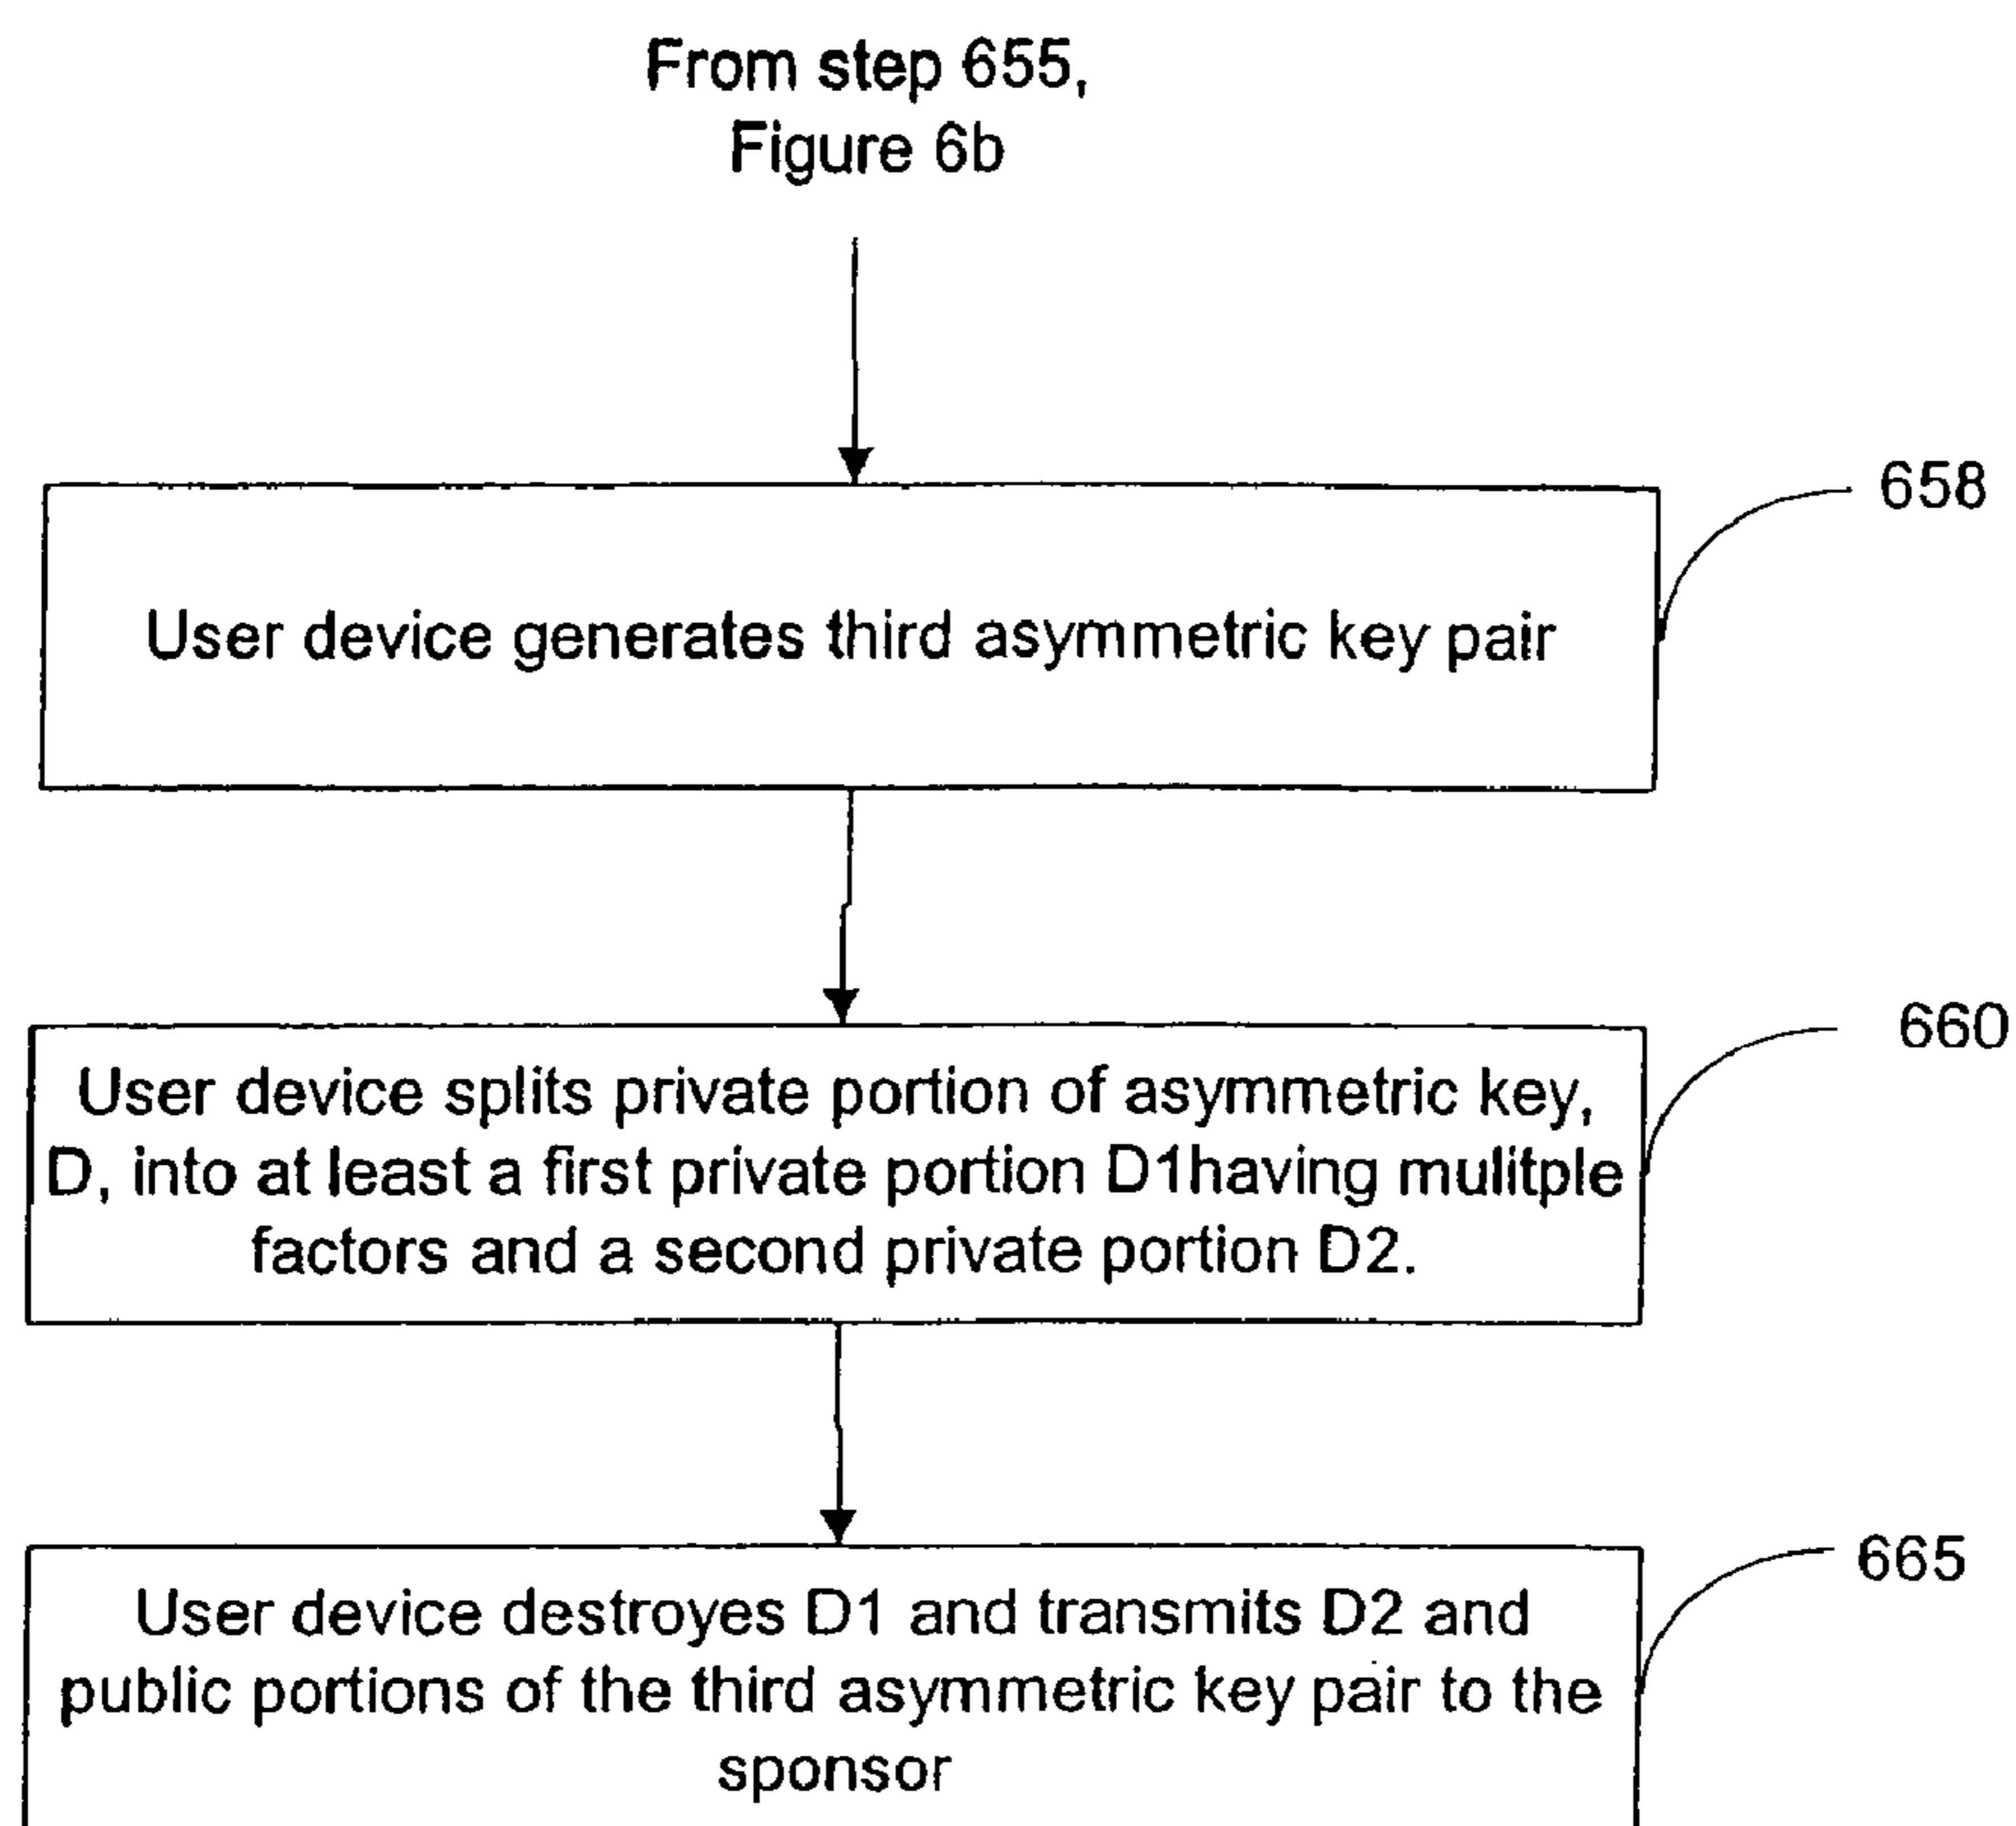 From step 655,
Figure 6b
658
User device generates third asymmetric key pair
660
User device splits private portion of asymmetric key,
D, into at least a first private portion D1having mulitple
factors and a second private portion D2.
665
User device destroyes D1 and transmits D2 and
public portions of the third asymmetric key pair to the
sponsor